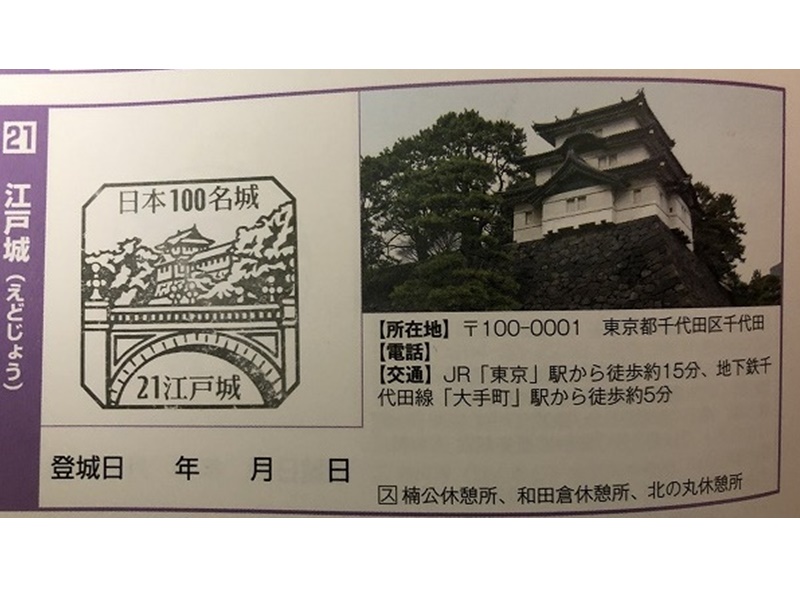 21 江戸城(えどじょう)
日本100名城
21江戸城
登城日 年 月 日
【所在地】〒100-0001 東京都千代田区千代田
【電話】
【交通】JR「東京」駅から徒歩約15分、地下鉄千
代田線「大手町」駅から徒歩約5分
ス楠公休憩所、和田倉休憩所、北の丸休憩所